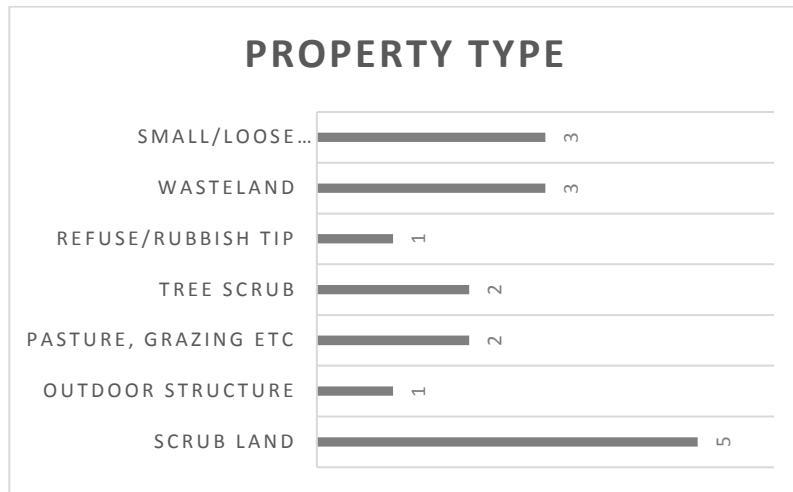 PROPERTY TYPE
SMALL/LOOSE...
3
WASTELAND
3
REFUSE/RUBBISH TIP
1
TREE SCRUB
2
PASTURE, GRAZING ETC
2
OUTDOOR STRUCTURE
1
SCRUB LAND
5